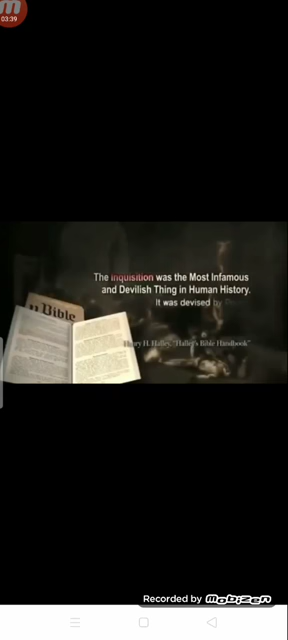 03:39
The Inquisition was the Most Infamous
and Devilish Thing in Human History.
It was devised by
Henry H. Halley, "Halley's Bible Handbook"
Bible
Recorded by mobizen